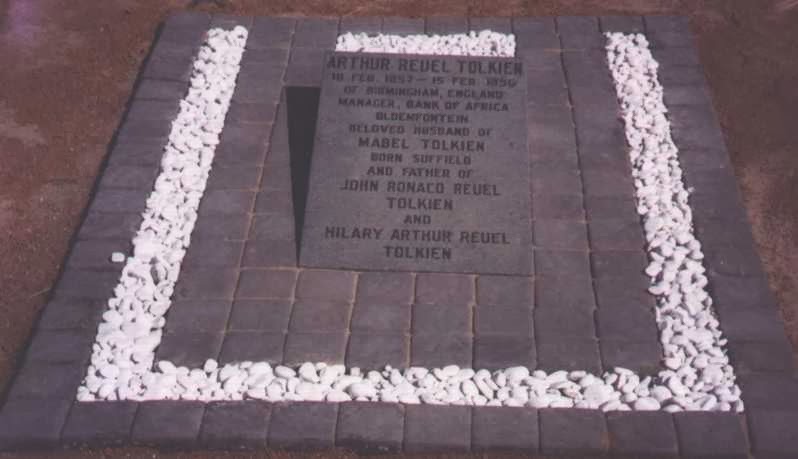 ARTHUR REUEL TOLKIEN
18 FEB. 1857 – 15 FEB 1896
OF BIRMINGHAM, ENGLAND
MANAGER, BANK OF AFRICA
BLOEMFONTEIN
BELOVED HUSBAND OF
MABEL TOLKIEN
BORN SUFFIELD
AND FATHER OF
JOHN RONALD REUEL
TOLKIEN
AND
HILARY ARTHUR REUEL
TOLKIEN